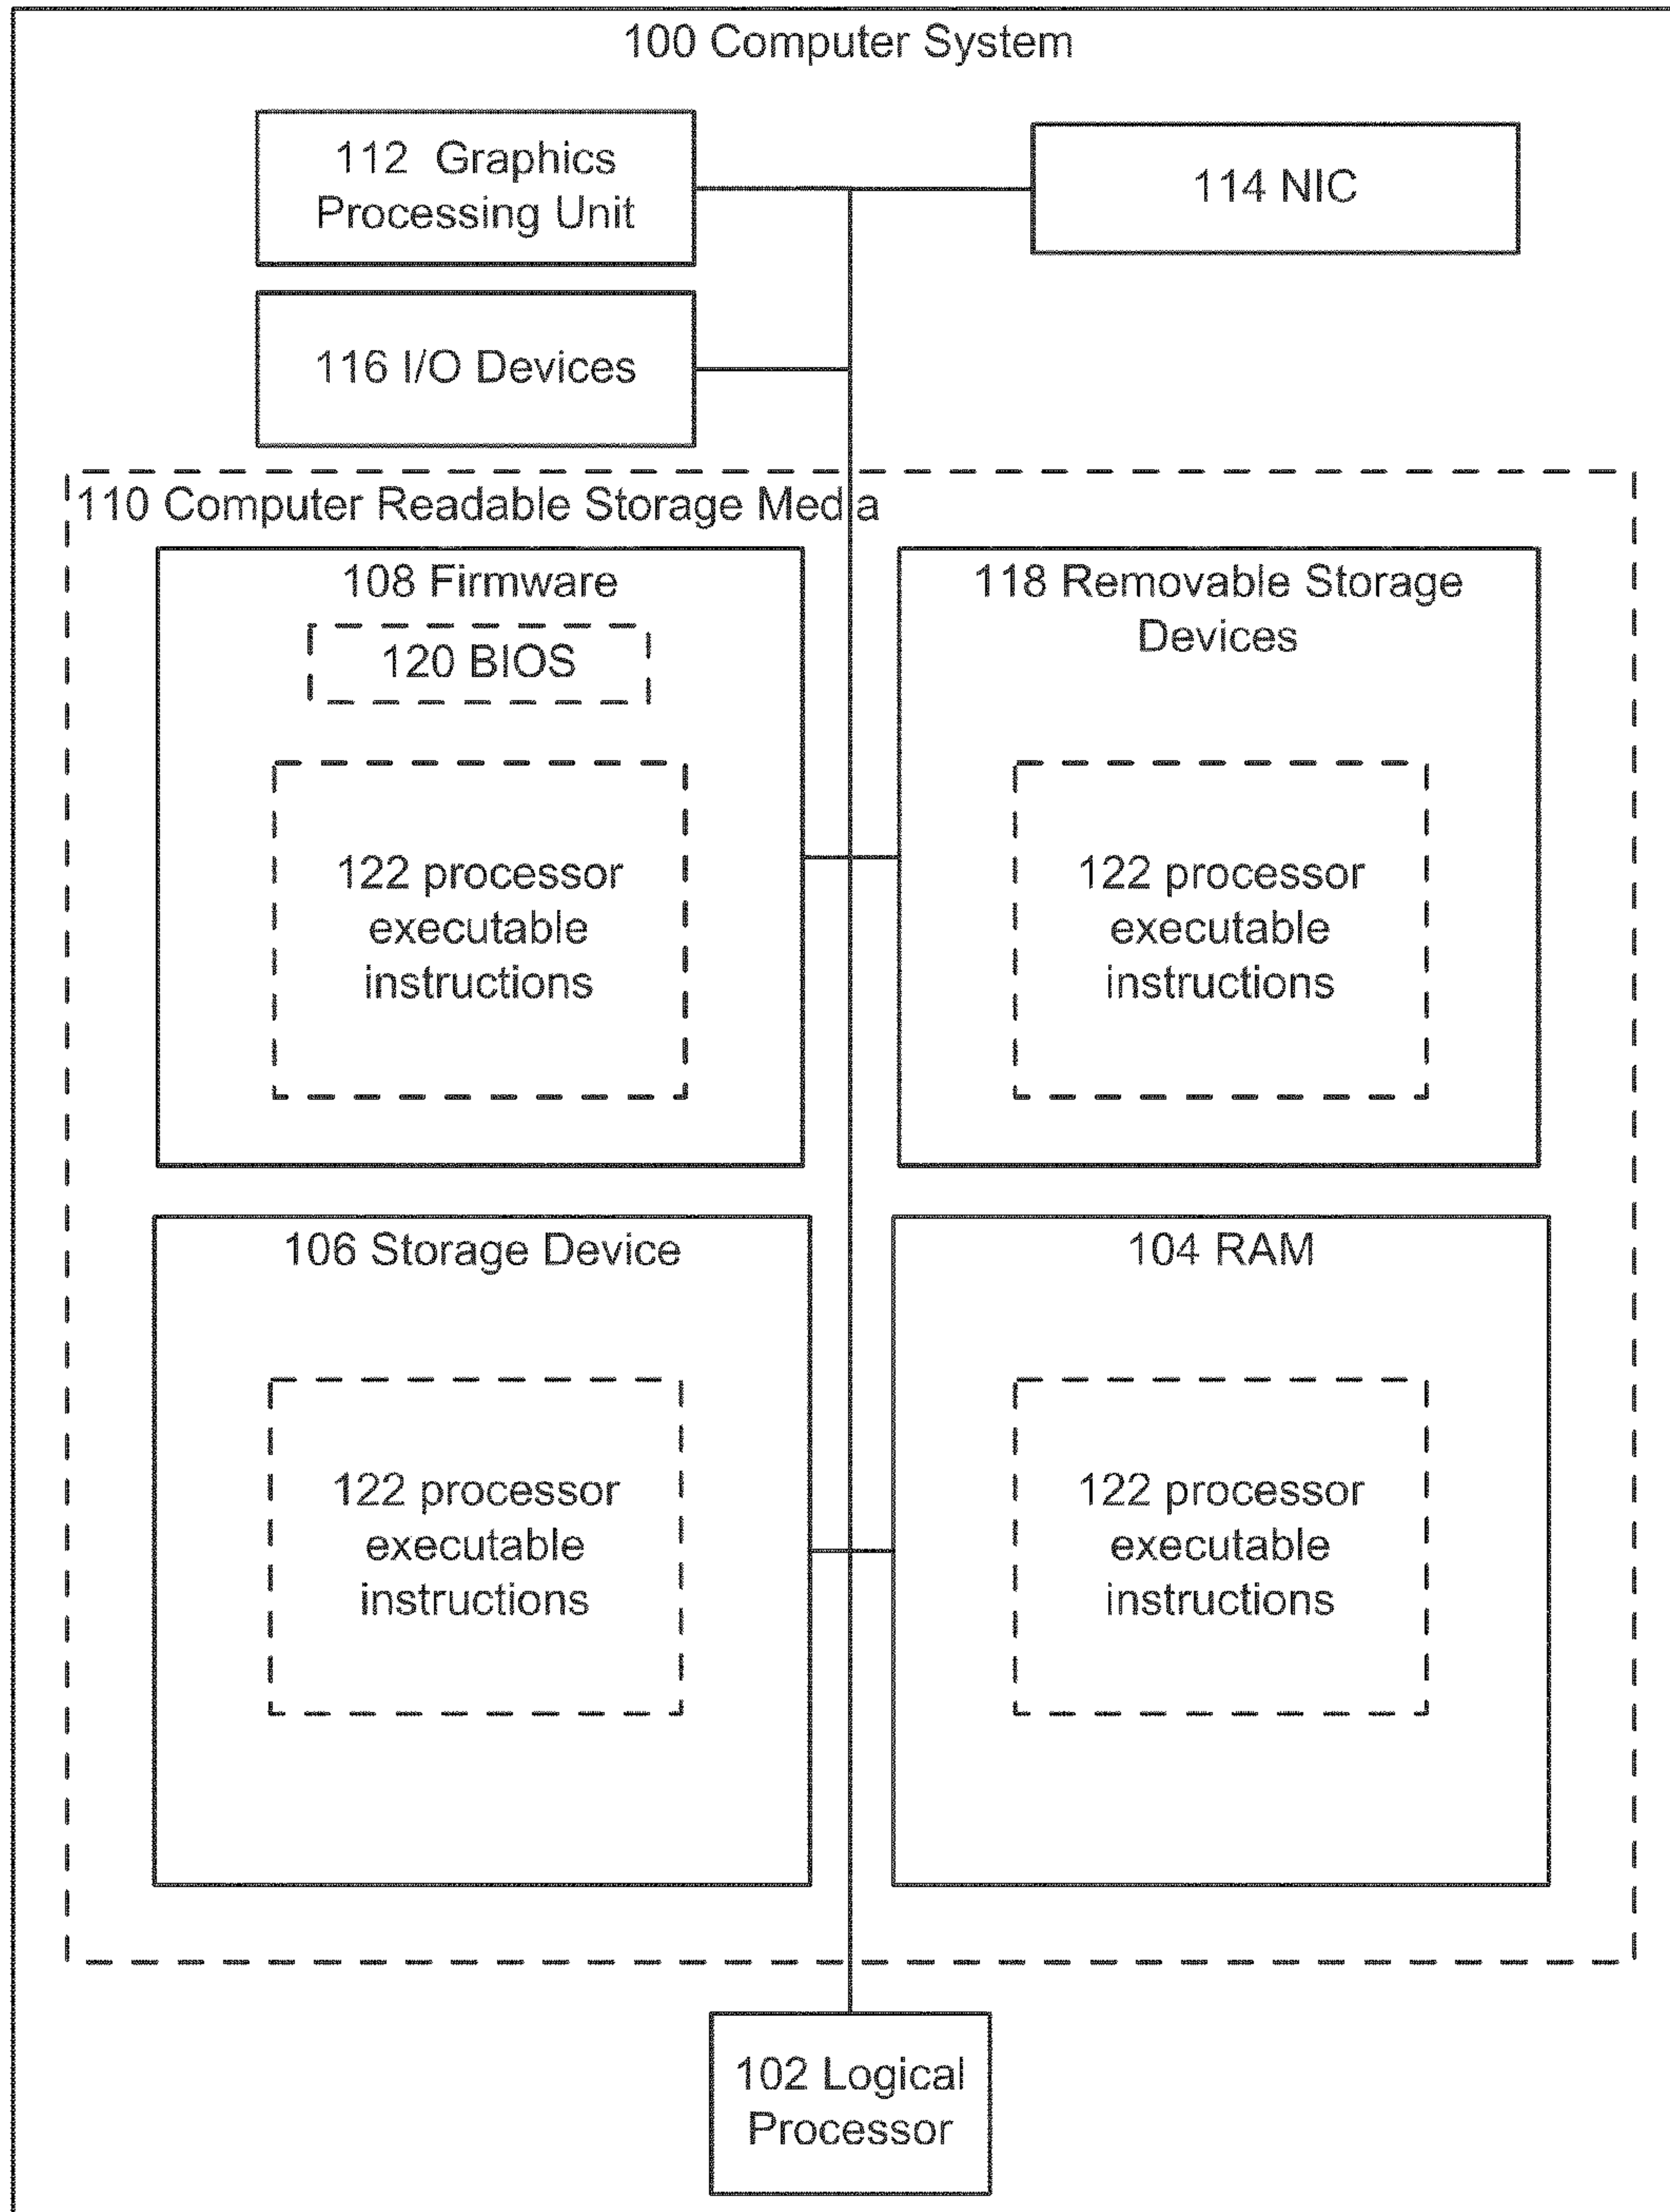 100 Computer System
112 Graphics
Processing Unit
114 NIC
116 I/O Devices
110 Computer Readable Storage Media
108 Firmware
120 BIOS
122 processor
executable
instructions
118 Removable Storage
Devices
122 processor
executable
instructions
106 Storage Device
122 processor
executable
instructions
104 RAM
122 processor
executable
instructions
102 Logical
Processor